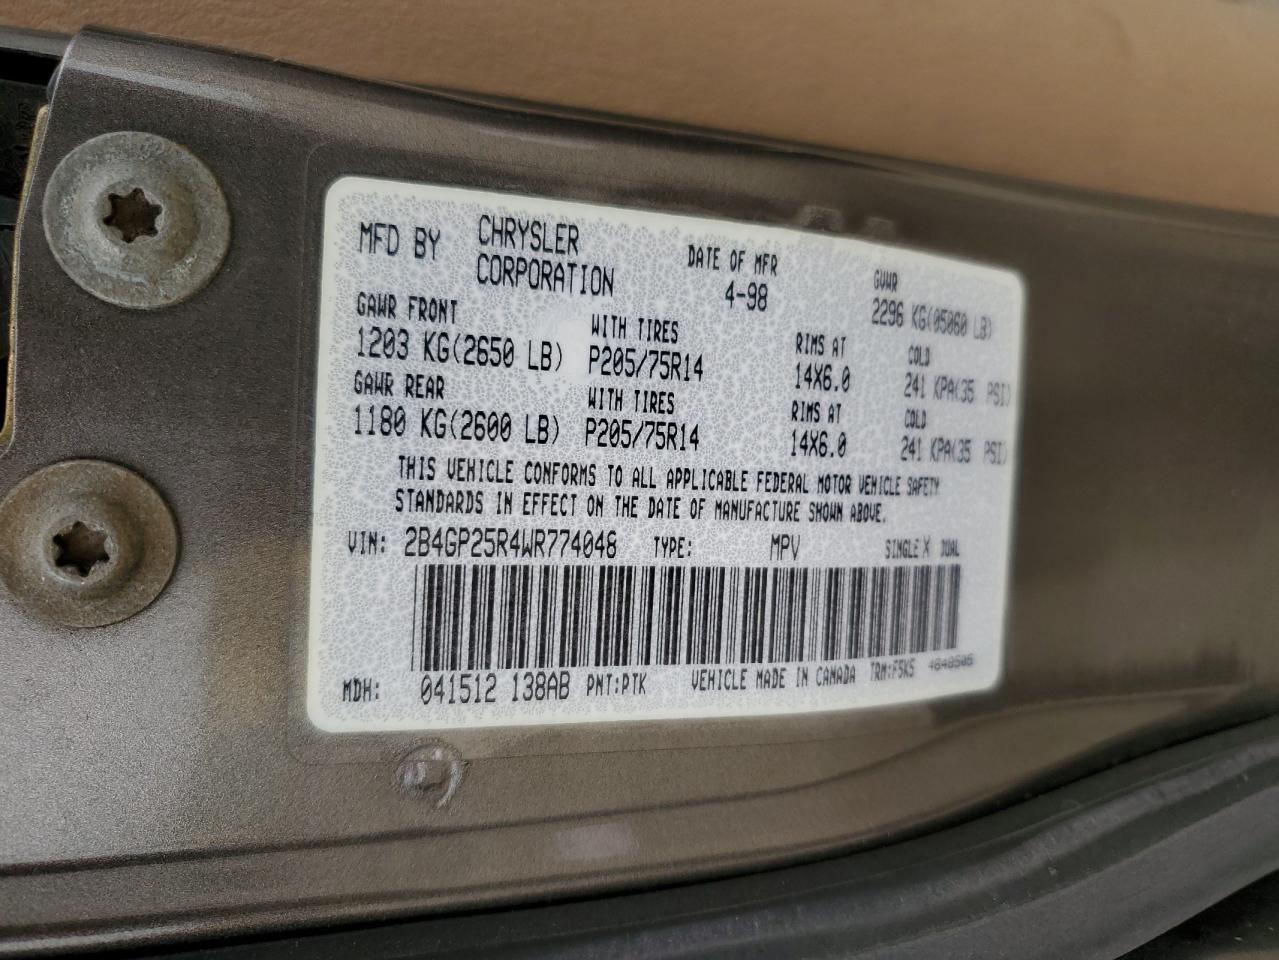 MFD BY CHRYSLER CORPORATION DATE OF MFR 4-98 GVWR 2296 KG(05060 LB)
GAWR FRONT WITH TIRES RIMS AT COLD
1203 KG(2650 LB) P205/75R14 14X6.0 241 KPA(35 PSI)
GAWR REAR WITH TIRES RIMS AT COLD
1180 KG(2600 LB) P205/75R14 14X6.0 241 KPA(35 PSI)
THIS VEHICLE CONFORMS TO ALL APPLICABLE FEDERAL MOTOR VEHICLE SAFETY
STANDARDS IN EFFECT ON THE DATE OF MANUFACTURE SHOWN ABOVE.
VIN: 2B4GP25R4WR774048 TYPE: MPV SINGLE X DUAL
MDH: 041512 138AB PNT:PTK VEHICLE MADE IN CANADA TRM:F5K5